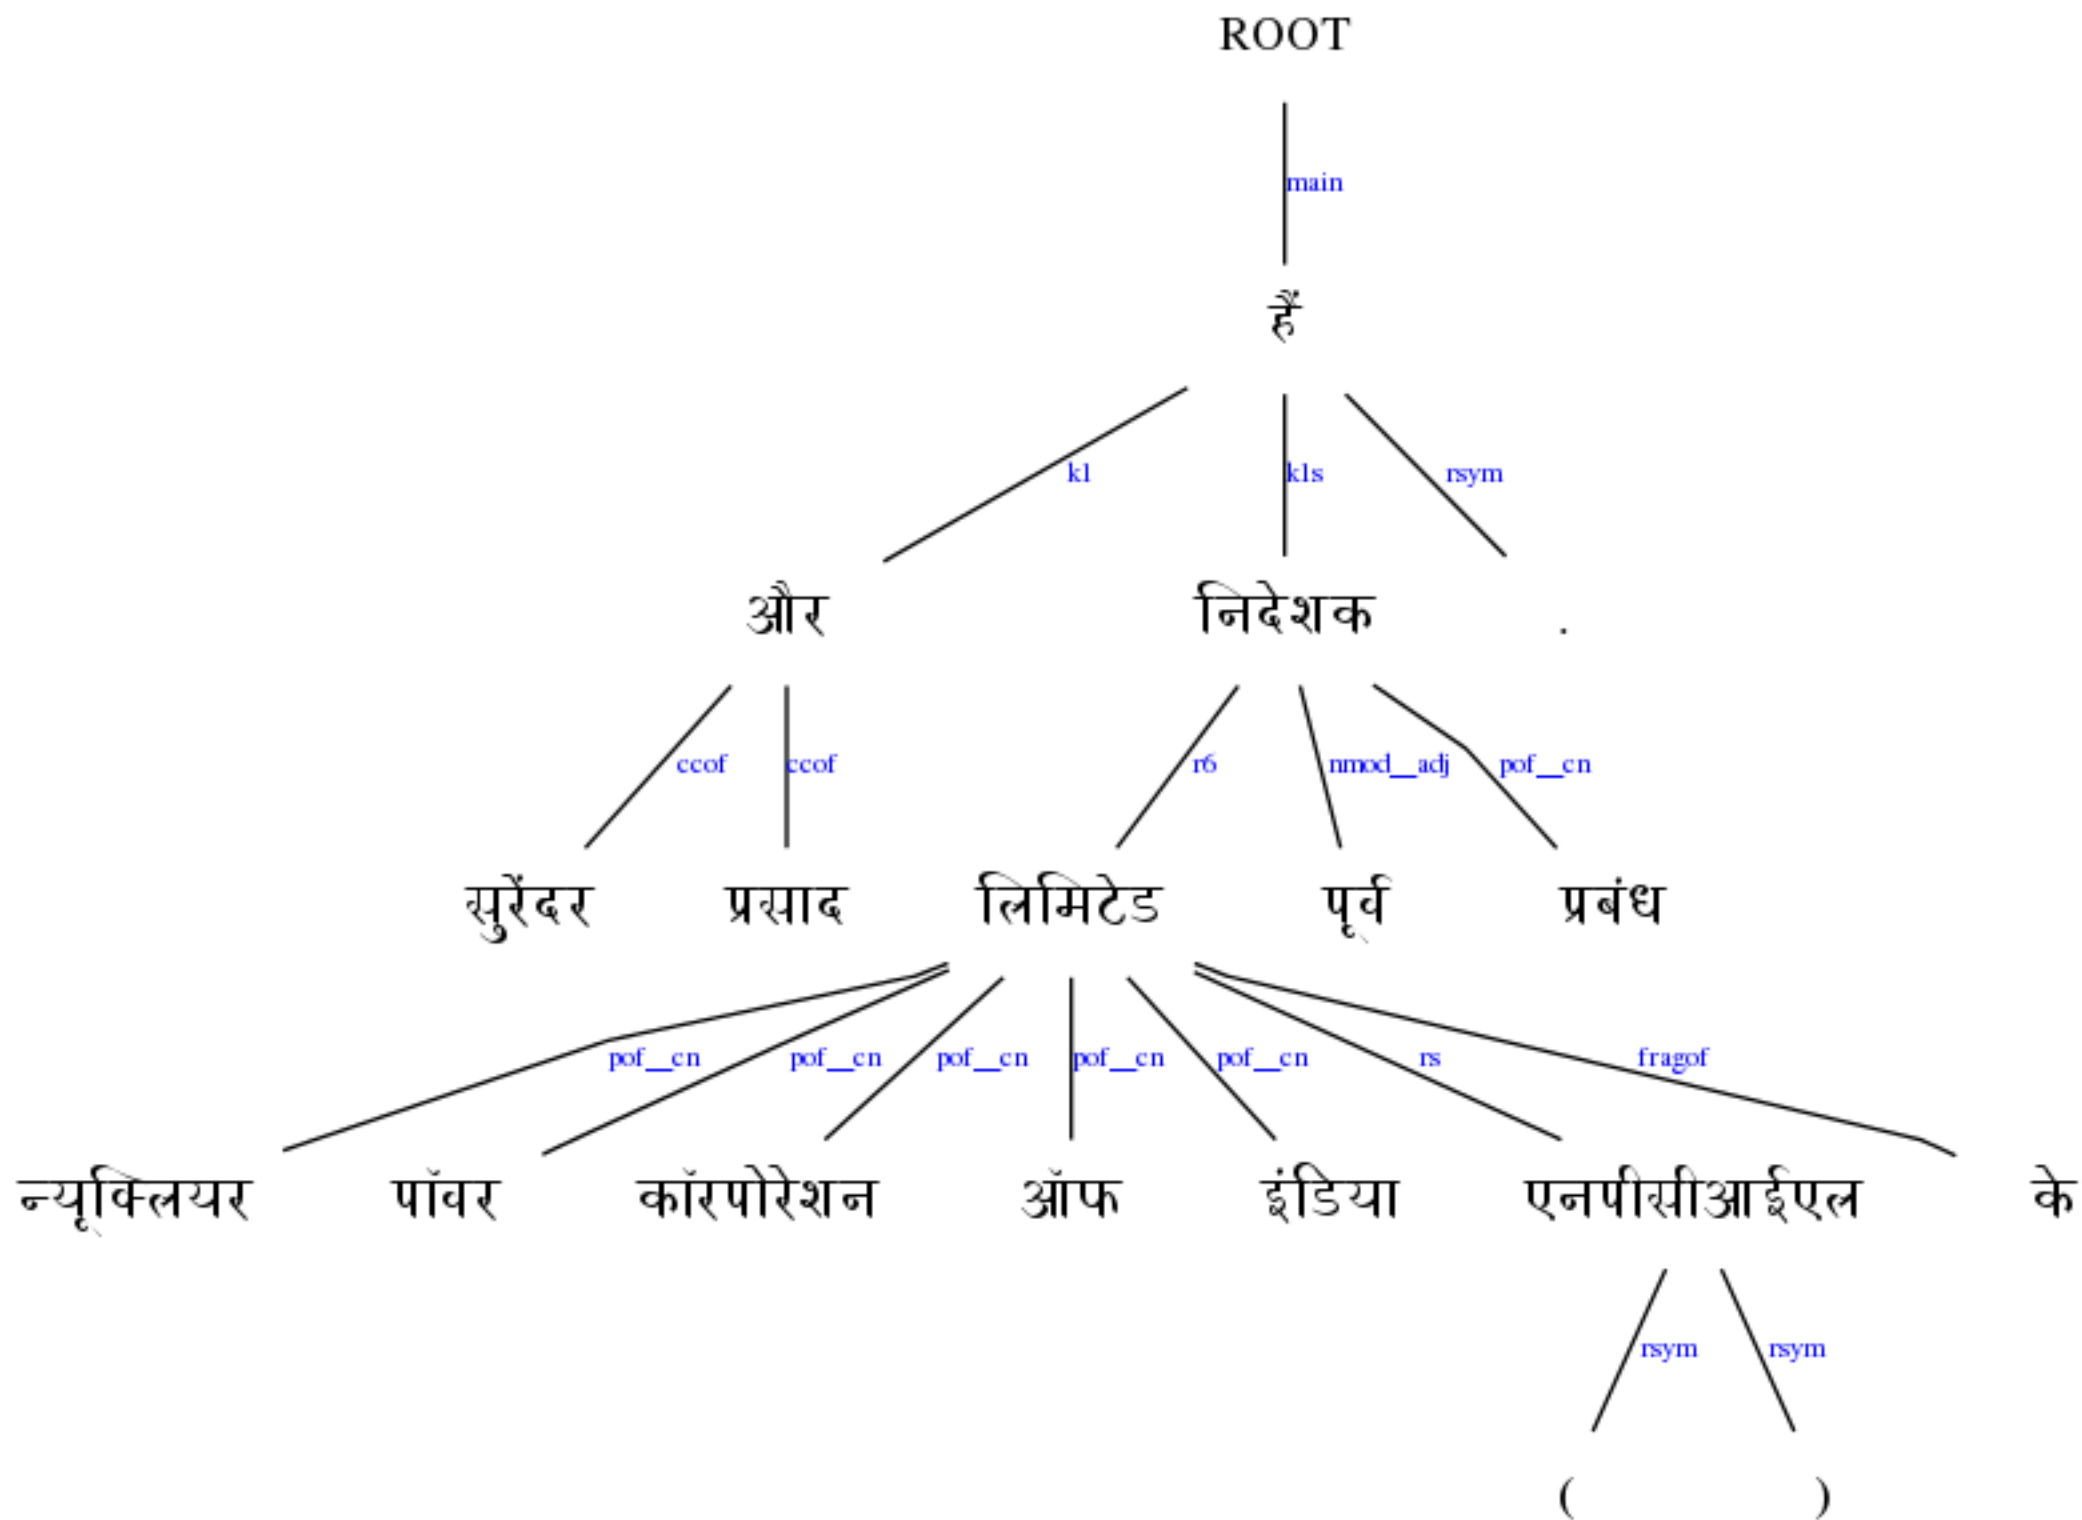 ROOT
main
हैं
k1 k1s rsym
और निदेशक .
ccof ccof r6 nmod__adj pof__cn
सुरेंदर प्रसाद लिमिटेड पूर्व प्रबंध
pof__cn pof__cn pof__cn pof__cn pof__cn rs fragof
न्यूक्लियर पॉवर कॉरपोरेशन ऑफ इंडिया एनपीसीआईएल के
rsym rsym
( )